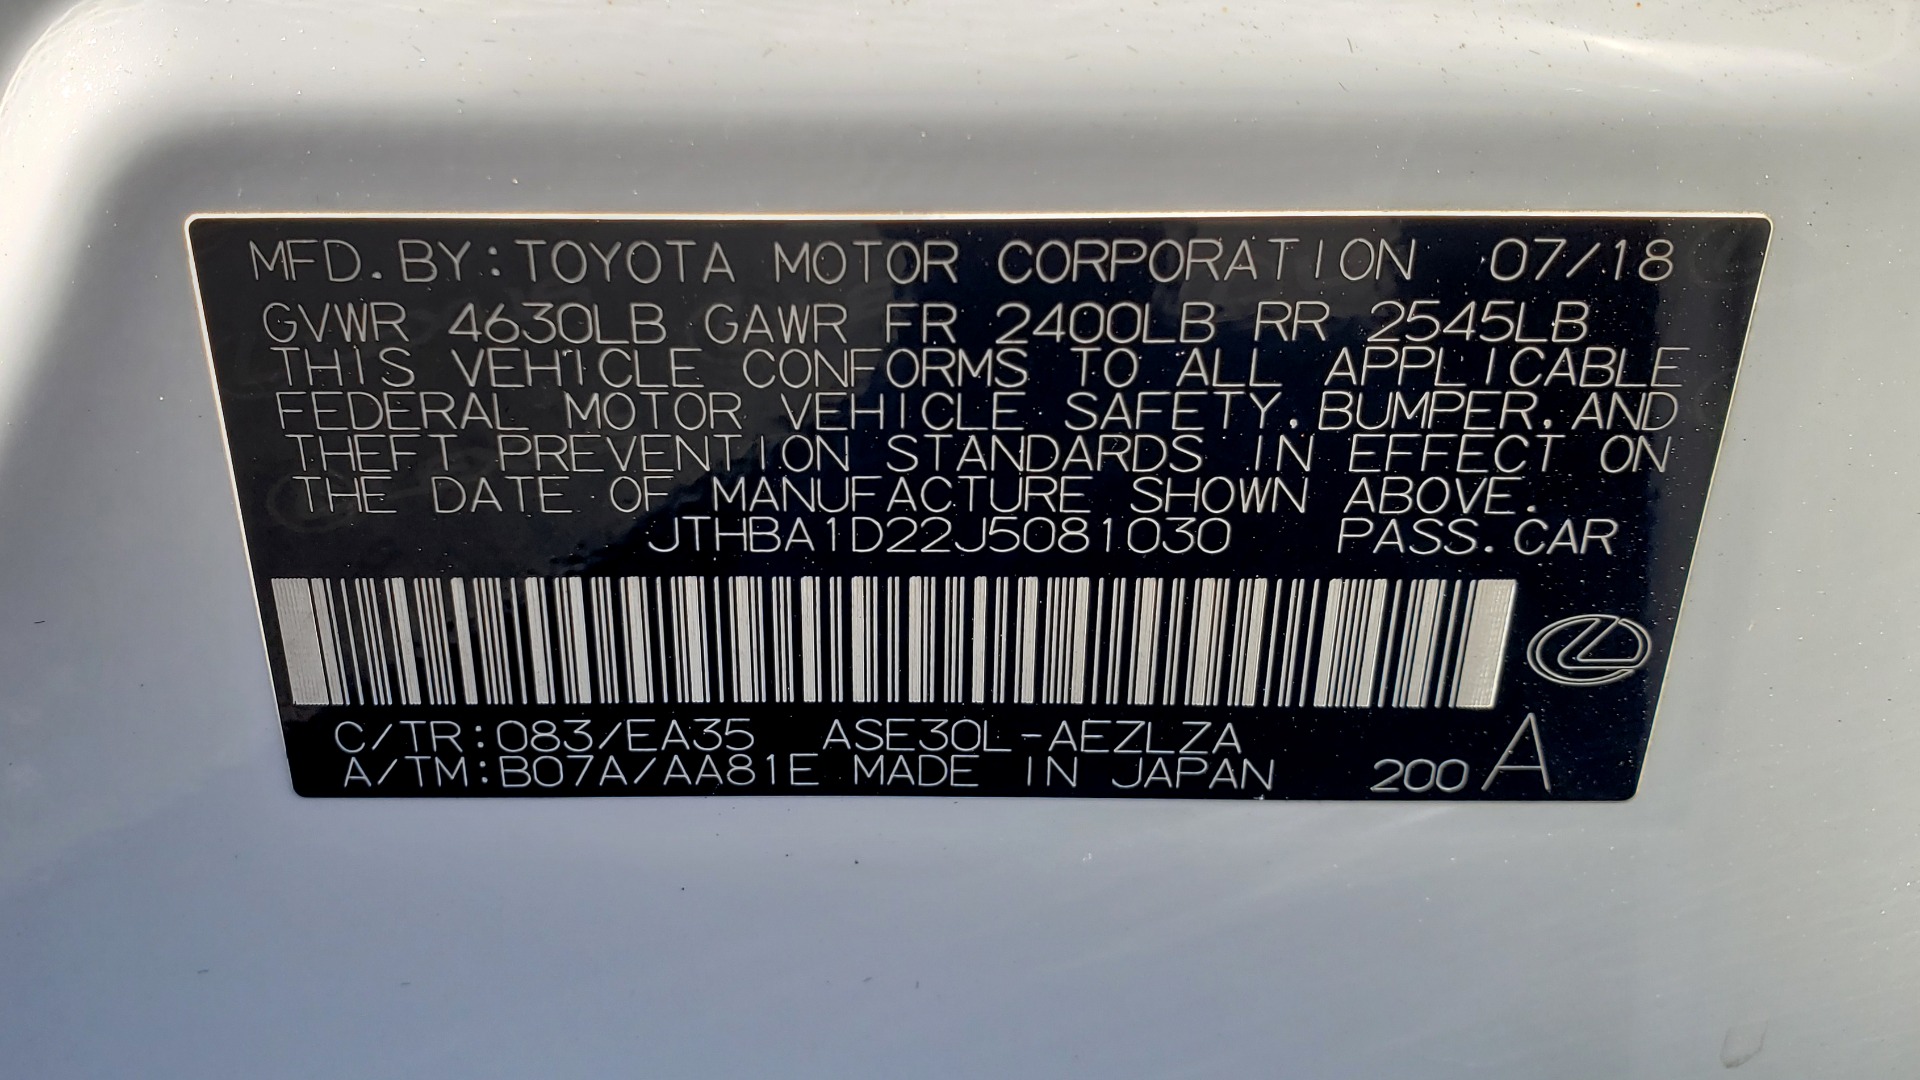 MFD.BY:TOYOTA MOTOR CORPORATION 07/18
GVWR 4630LB GAWR FR 2400LB RR 2545LB
THIS VEHICLE CONFORMS TO ALL APPLICABLE
FEDERAL MOTOR VEHICLE SAFETY,BUMPER,AND
THEFT PREVENTION STANDARDS IN EFFECT ON
THE DATE OF MANUFACTURE SHOWN ABOVE.
JTHBA1D22J5081030 PASS.CAR
C/TR:083/EA35 ASE30L-AEZLZA
A/TM:B07A/AA81E MADE IN JAPAN 200 A